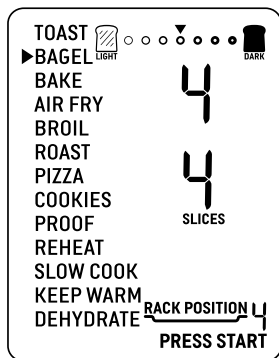 TOAST
▶BAGEL LIGHT DARK
BAKE 4
AIR FRY
BROIL
ROAST 4
PIZZA
COOKIES SLICES
PROOF
REHEAT
SLOW COOK
KEEP WARM
DEHYDRATE RACK POSITION 4
PRESS START